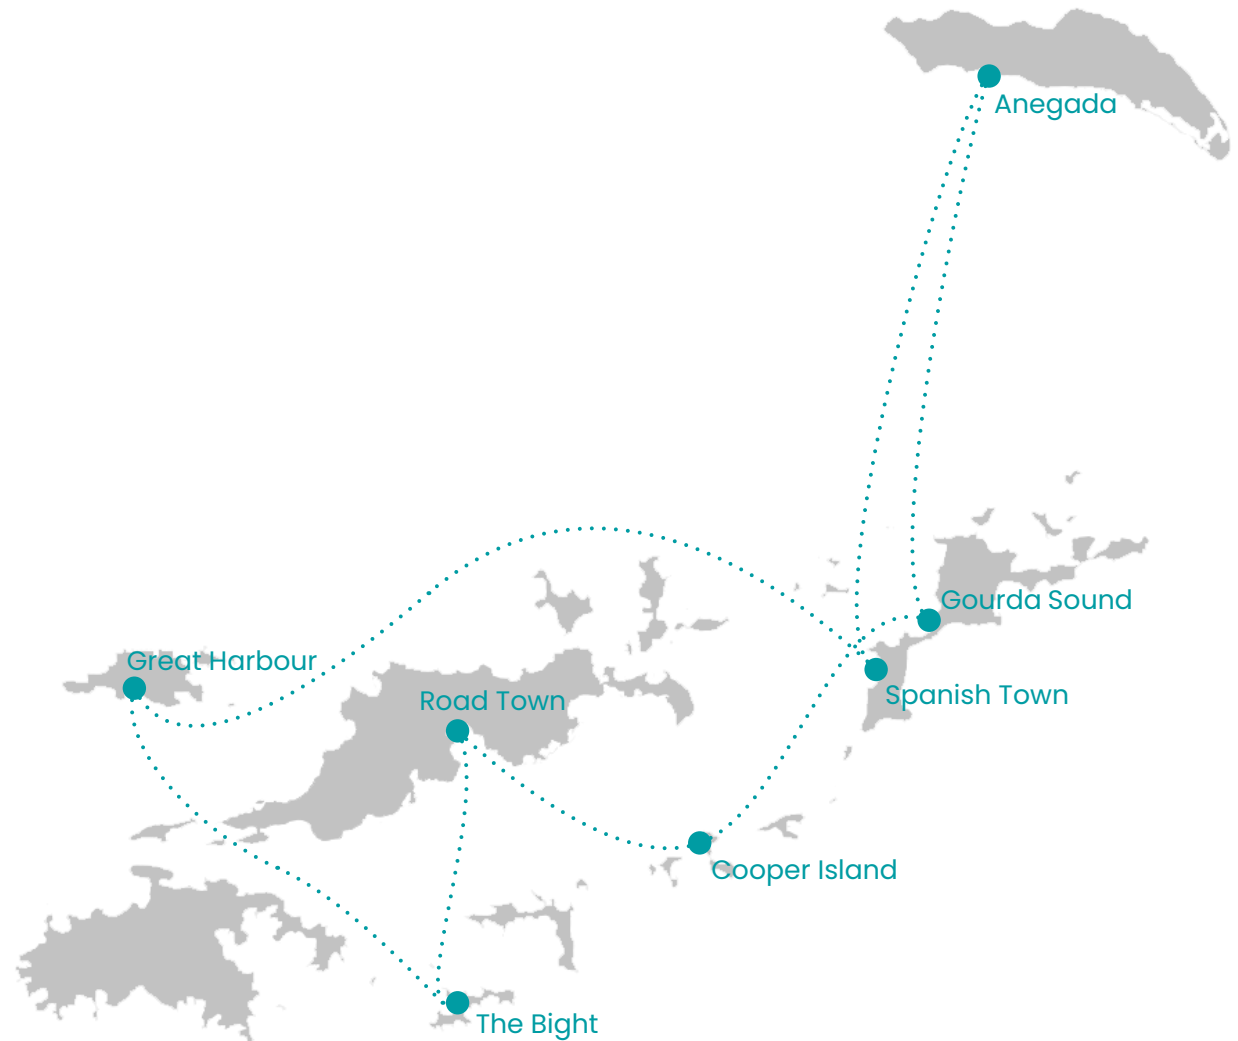 Anegada
Gourda Sound
Great Harbour
Spanish Town
Road Town
Cooper Island
The Bight